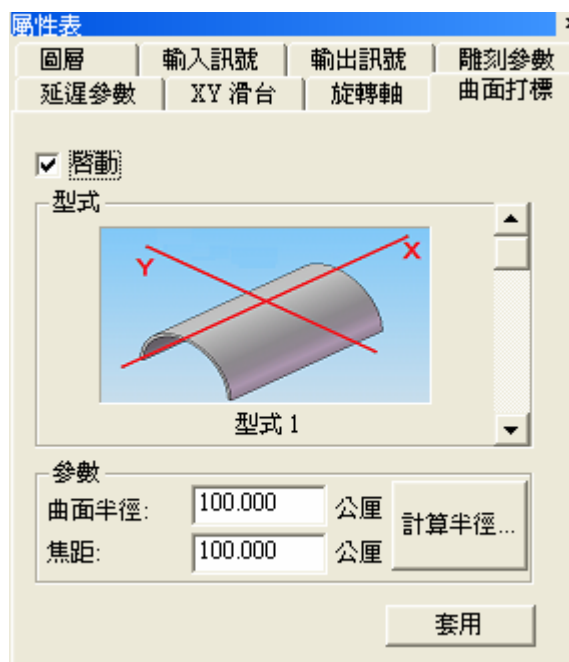 屬性表
圖層 輸入訊號 輸出訊號 雕刻參數
延遲參數 XY 滑台 旋轉軸 曲面打標
啓動
型式
Y X
型式 1
參數
曲面半徑: 100.000 公厘 計算半徑...
焦距: 100.000 公厘
套用